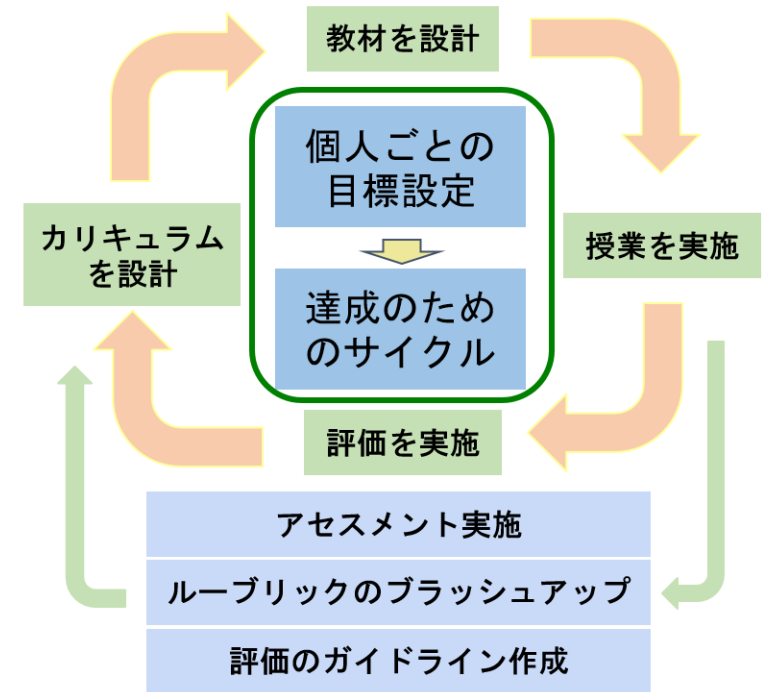 教材を設計
個人ごとの
目標設定
カリキュラム
を設計
授業を実施
達成のため
のサイクル
評価を実施
アセスメント実施
ルーブリックのブラッシュアップ
評価のガイドライン作成